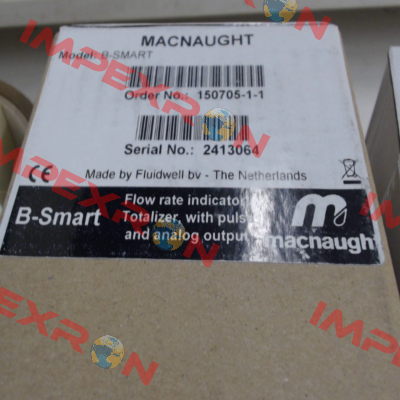 MACNAUGHT
Model: B-SMART
Order No.: 150705-1-1
Serial No.: 2413064
CE
Made by Fluidwell bv - The Netherlands
B-Smart
Flow rate indicator
Totalizer, with puls
and analog output
macnaught
IMPEXRON
IMPEXRON
IMPEXRON
IMPEXRON